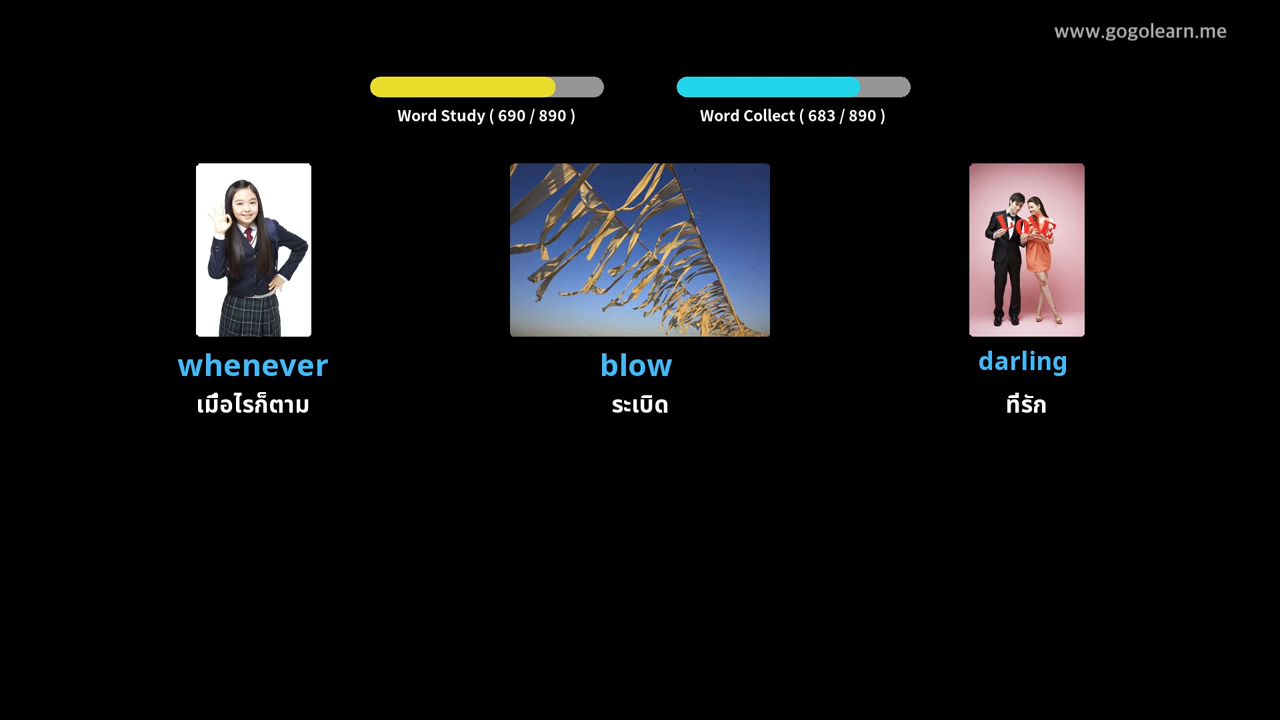 www.gogolearn.me
Word Study ( 690 / 890 )
Word Collect ( 683 / 890 )
LOVE
whenever
blow
darling
เมื่อไรก็ตาม
ระเบิด
ที่รัก